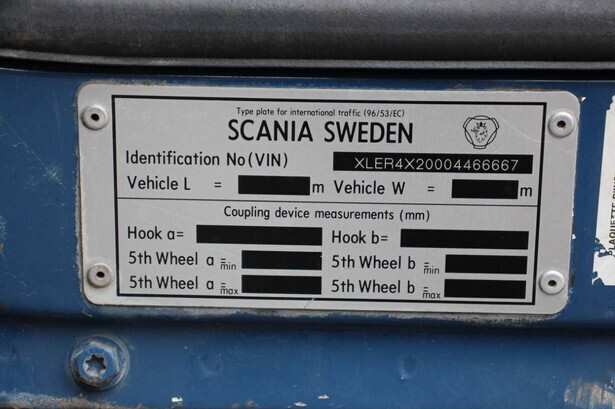 Type plate for international traffic (96/53/EC)
SCANIA SWEDEN
Identification No (VIN) XLER4X20004466667
Vehicle L = m Vehicle W = m
Coupling device measurements (mm)
Hook a= Hook b=
5th Wheel a = min 5th Wheel b = min
5th Wheel a = max 5th Wheel b = max
PLAQUETTE